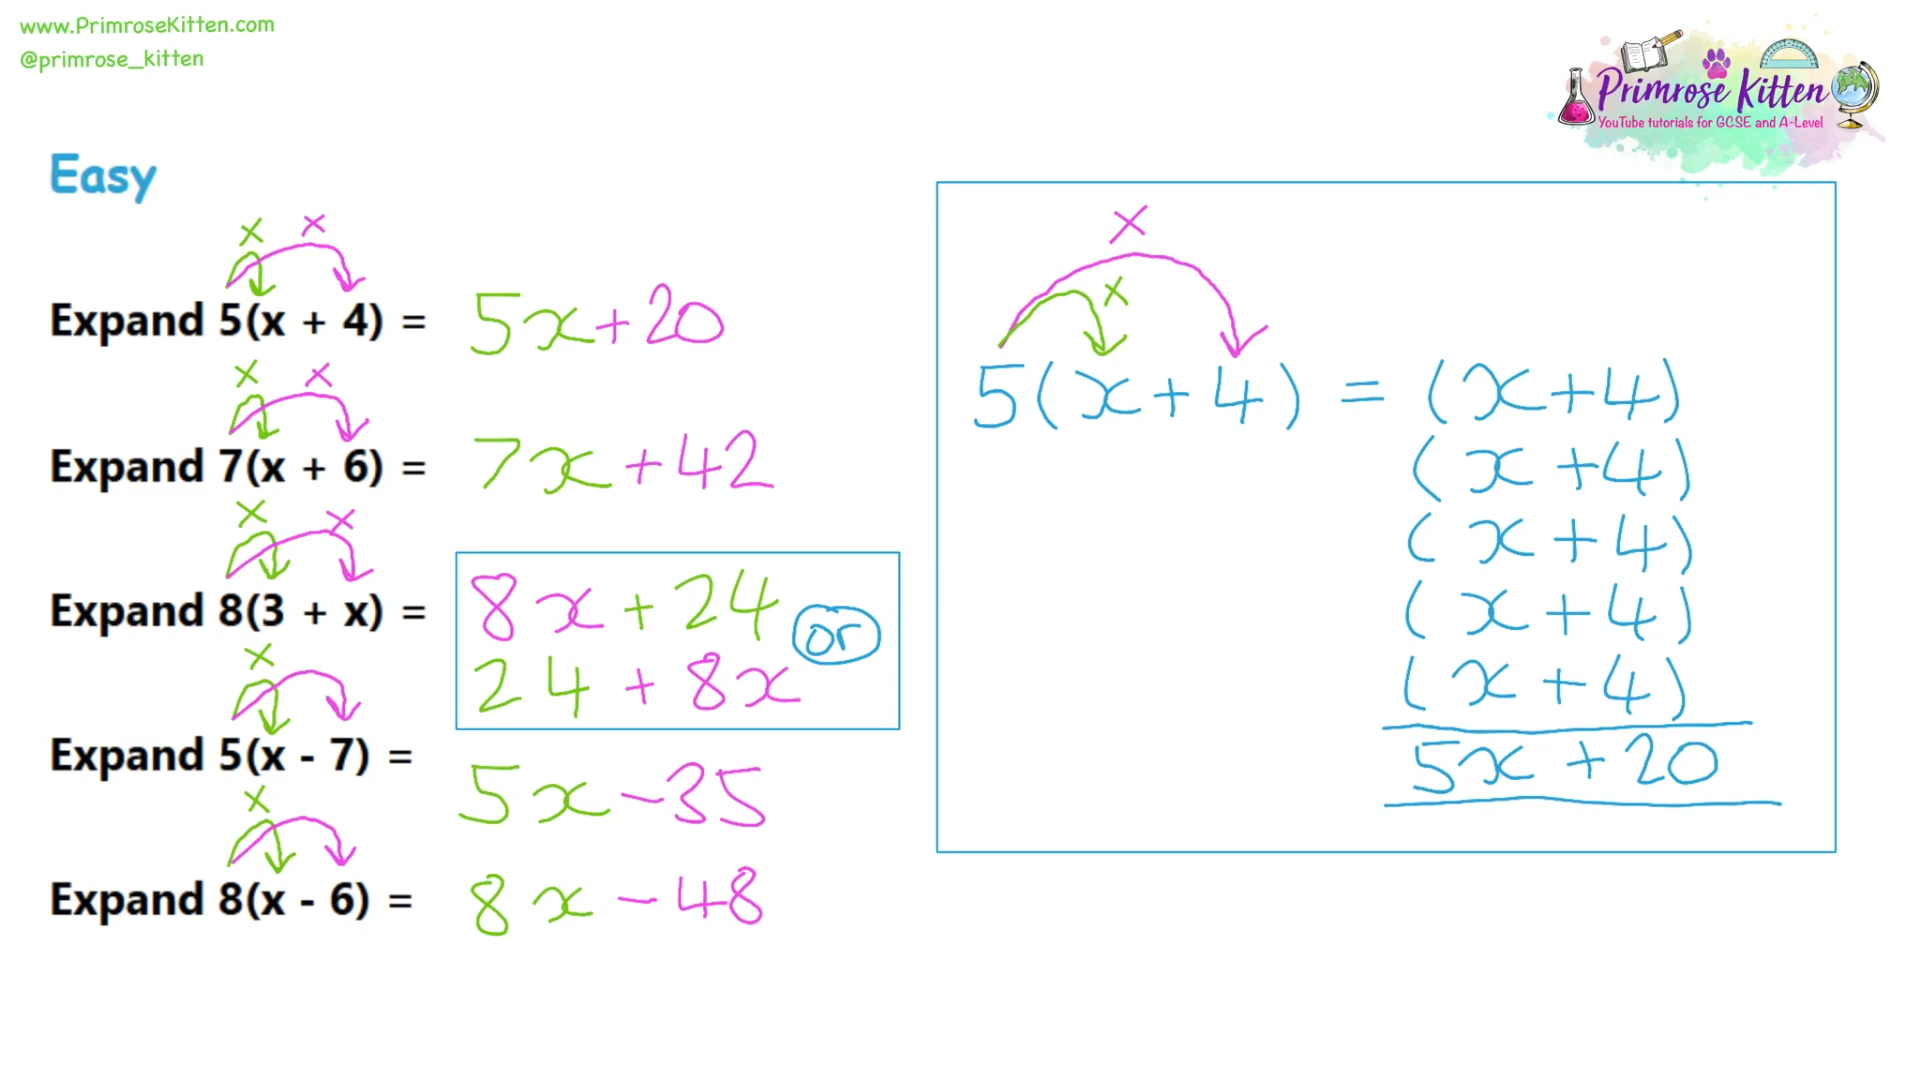 www.PrimroseKitten.com
@primrose_kitten
Primrose Kitten
YouTube tutorials for GCSE and A-Level
Easy
x x
Expand 5(x + 4) = 5x + 20
x x
Expand 7(x + 6) = 7x + 42
x x
Expand 8(3 + x) = 8x + 24
or
24 + 8x
x
Expand 5(x - 7) = 5x - 35
x
Expand 8(x - 6) = 8x - 48
x
x
5(x + 4) = (x + 4)
(x + 4)
(x + 4)
(x + 4)
(x + 4)
5x + 20